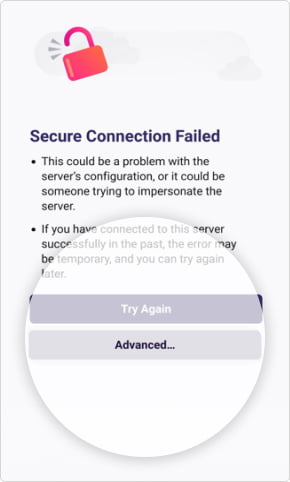 Secure Connection Failed
• This could be a problem with the
server's configuration, or it could be
someone trying to impersonate the
server.
• If you have connected to this server
successfully in the past, the error may
be temporary, and you can try again
later.
Try Again
Advanced...